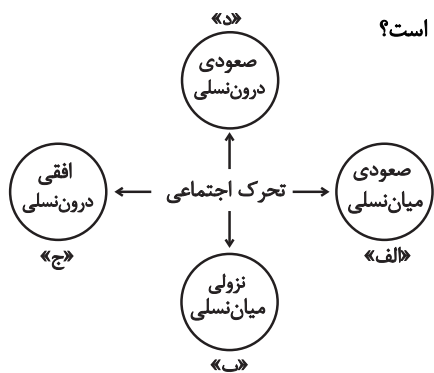 است؟
«د»
صعودی
درون‌نسلی
افقی
درون‌نسلی
«ج»
تحرک اجتماعی
صعودی
میان‌نسلی
«الف»
نزولی
میان‌نسلی
«ب»